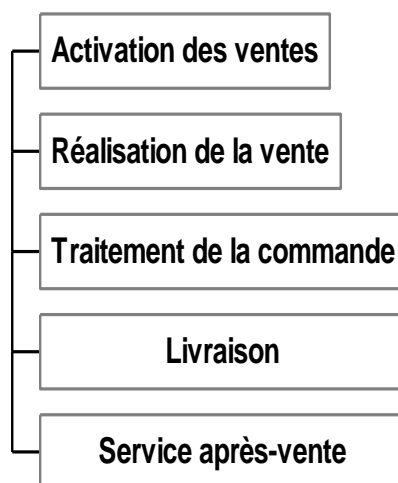 Activation des ventes
Réalisation de la vente
Traitement de la commande
Livraison
Service après-vente